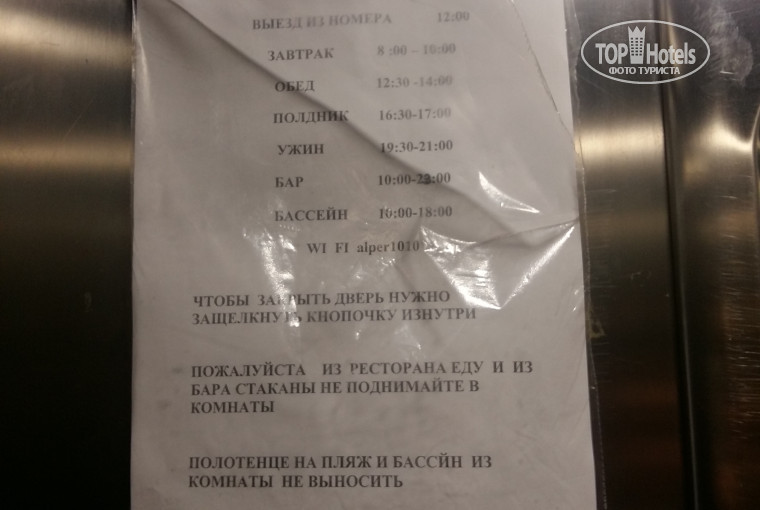 ВЫЕЗД ИЗ НОМЕРА 12:00
ЗАВТРАК 8:00 – 10:00
ОБЕД 12:30 -14:00
ПОЛДНИК 16:30-17:00
УЖИН 19:30-21:00
БАР 10:00-22:00
БАССЕЙН 10:00-18:00
WI FI alper1010
ЧТОБЫ ЗАКРЫТЬ ДВЕРЬ НУЖНО
ЗАЩЕЛКНУТЬ КНОПОЧКУ ИЗНУТРИ
ПОЖАЛУЙСТА ИЗ РЕСТОРАНА ЕДУ И ИЗ
БАРА СТАКАНЫ НЕ ПОДНИМАЙТЕ В
КОМНАТЫ
ПОЛОТЕНЦЕ НА ПЛЯЖ И БАССЙН ИЗ
КОМНАТЫ НЕ ВЫНОСИТЬ
TOP Hotels
ФОТО ТУРИСТА